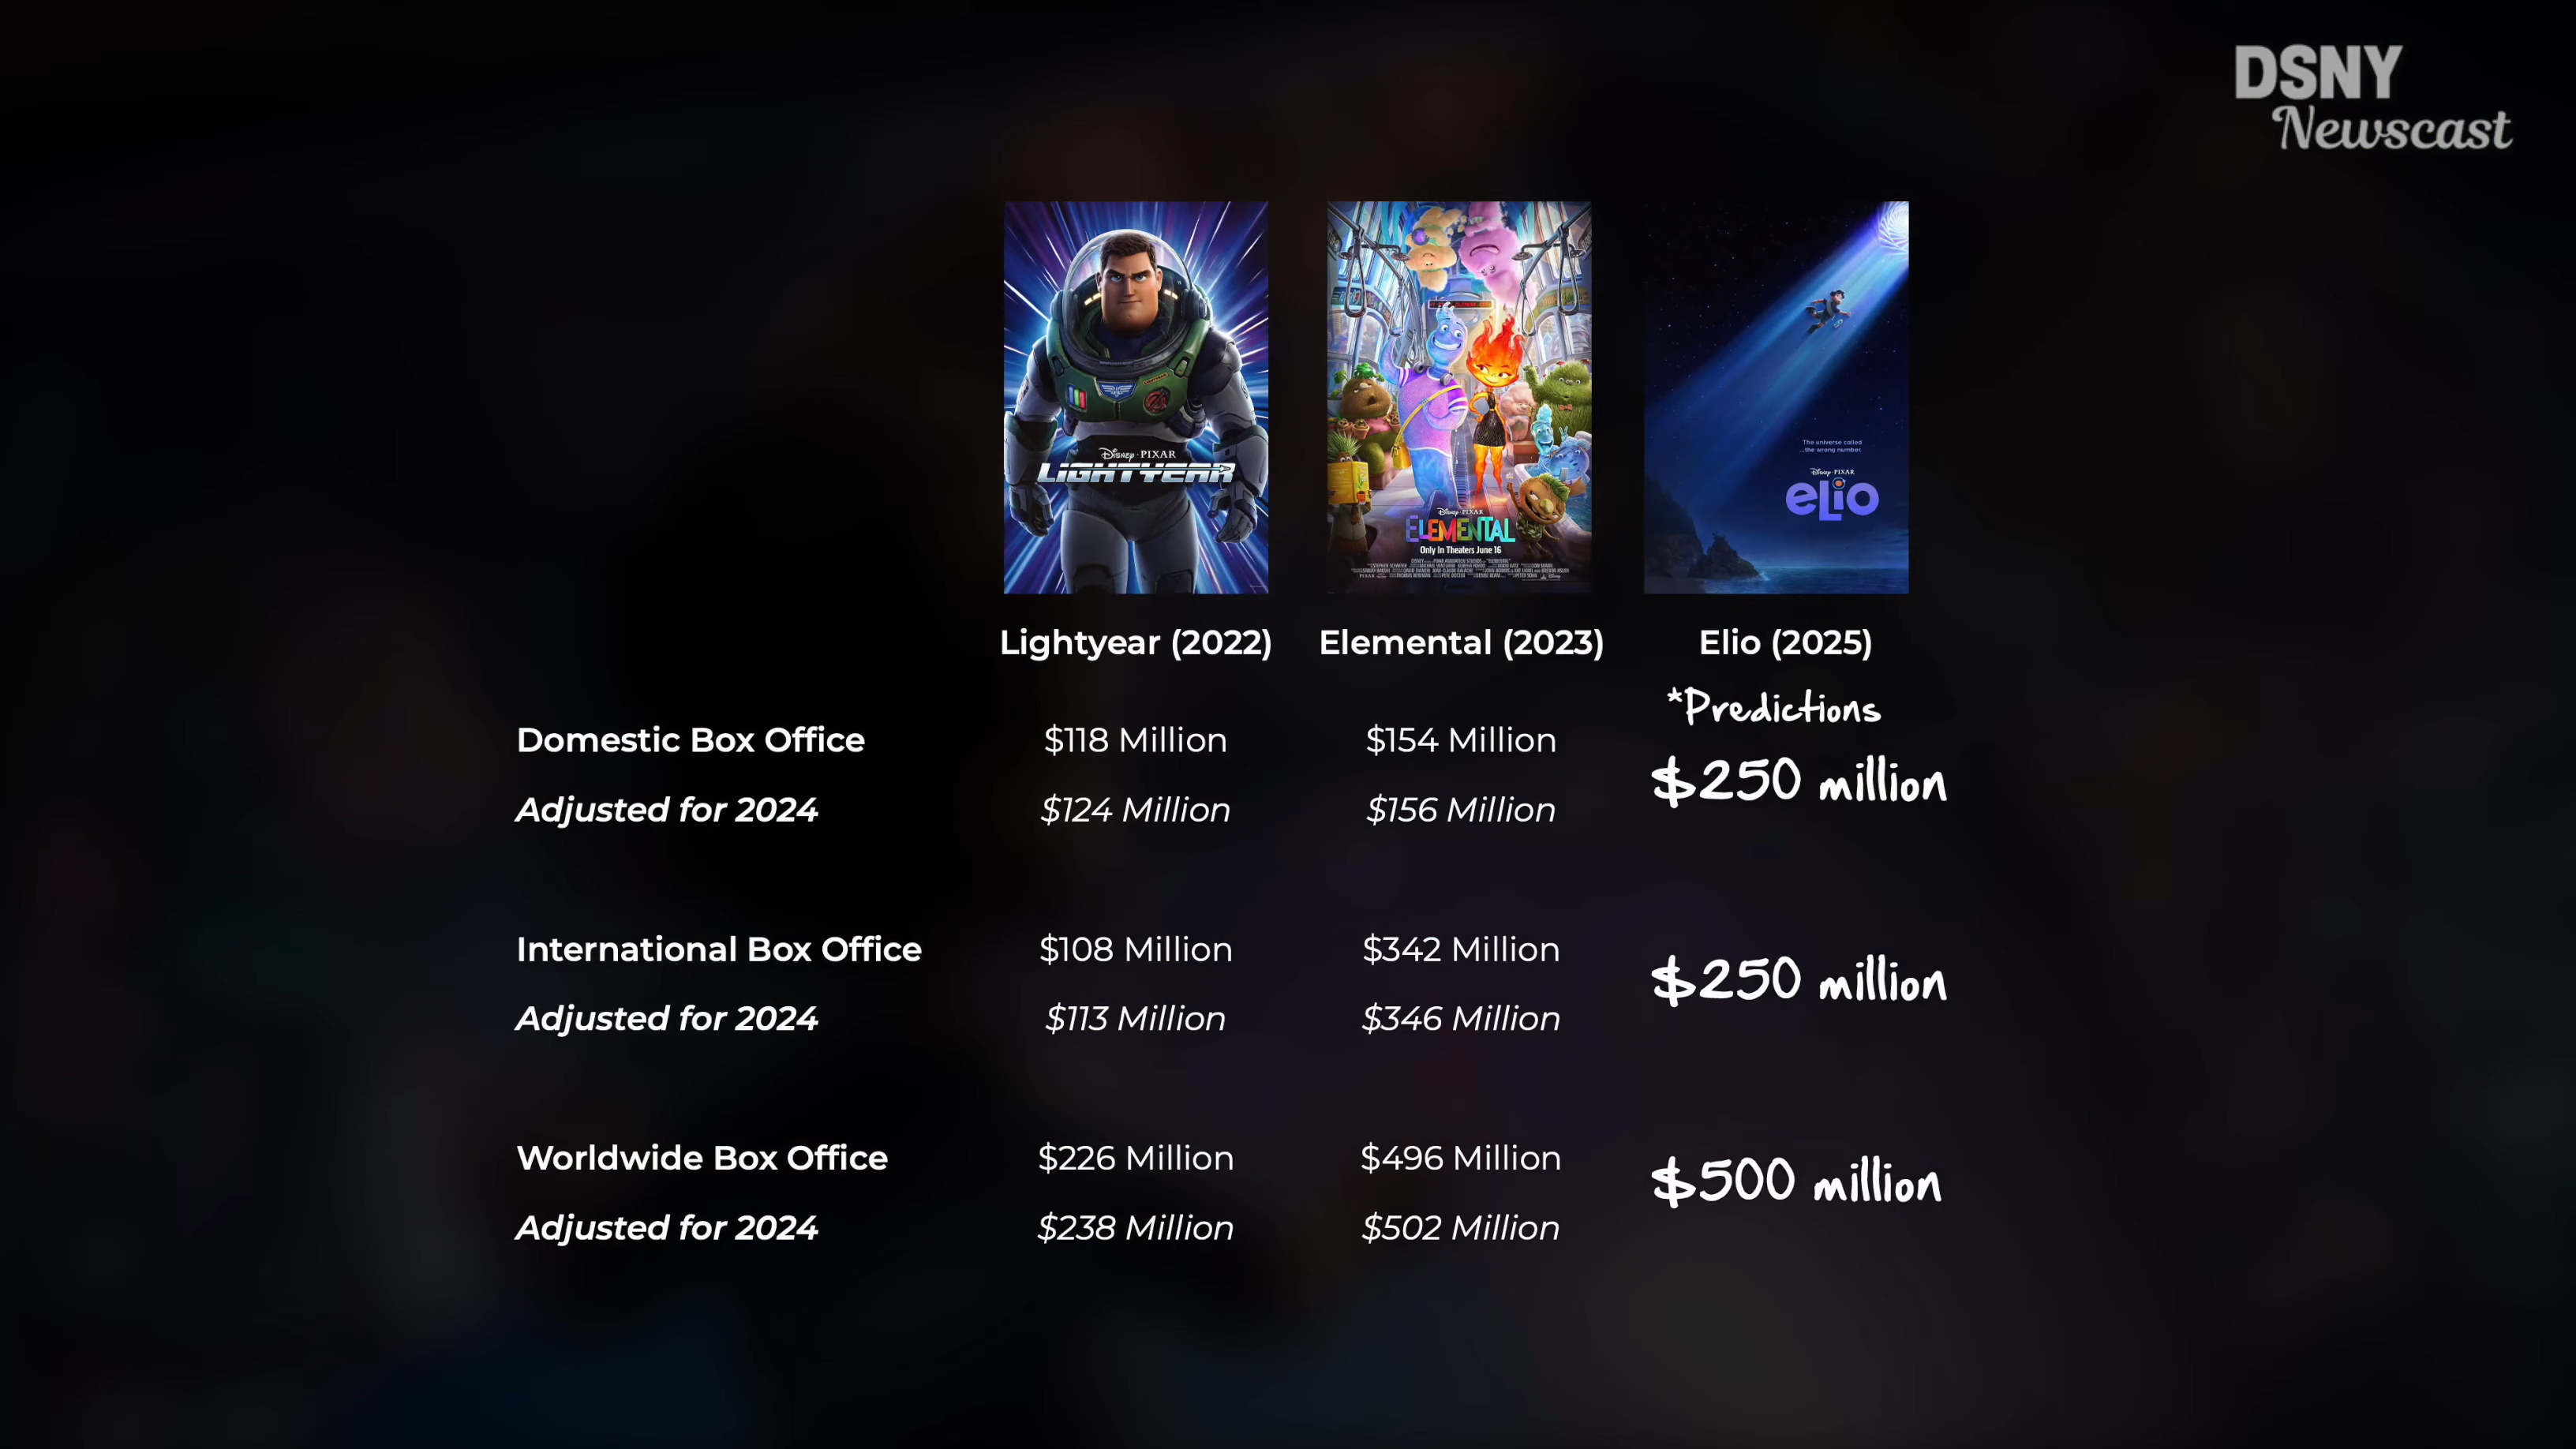 DSNY
Newscast
Disney · PIXAR
LIGHTYEAR
Disney · PIXAR
ELEMENTAL
Only In Theaters June 16
The universe called
...the wrong number.
Disney · PIXAR
elio
Lightyear (2022) Elemental (2023) Elio (2025)
*Predictions
Domestic Box Office $118 Million $154 Million
$250 million
Adjusted for 2024 $124 Million $156 Million
International Box Office $108 Million $342 Million
$250 million
Adjusted for 2024 $113 Million $346 Million
Worldwide Box Office $226 Million $496 Million
$500 million
Adjusted for 2024 $238 Million $502 Million